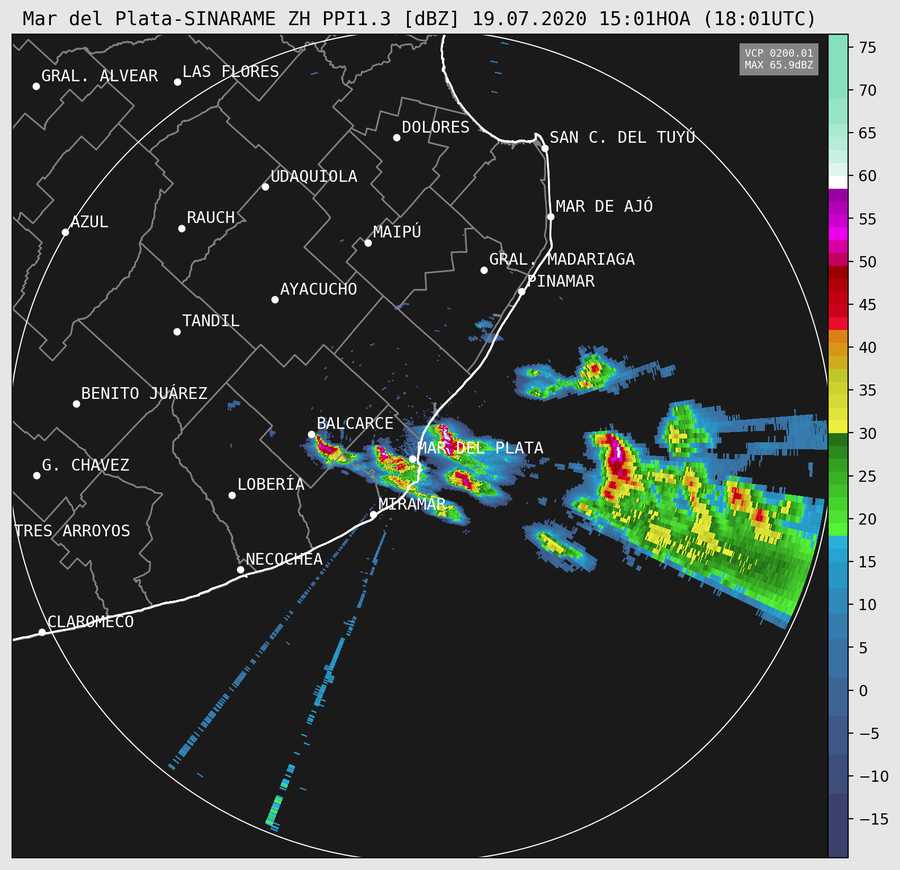 Mar del Plata-SINARAME ZH PPI1.3 [dBZ] 19.07.2020 15:01HOA (18:01UTC)
VCP 0200.01
MAX 65.9dBZ
GRAL. ALVEAR
LAS FLORES
DOLORES
SAN C. DEL TUYÚ
UDAQUIOLA
MAR DE AJÓ
RAUCH
AZUL
MAIPÚ
GRAL. MADARIAGA
PINAMAR
AYACUCHO
TANDIL
BENITO JUÁREZ
BALCARCE
MAR DEL PLATA
G. CHAVEZ
LOBERÍA
MIRAMAR
TRES ARROYOS
NECOCHEA
CLAROMECO
75
70
65
60
55
50
45
40
35
30
25
20
15
10
5
0
−5
−10
−15